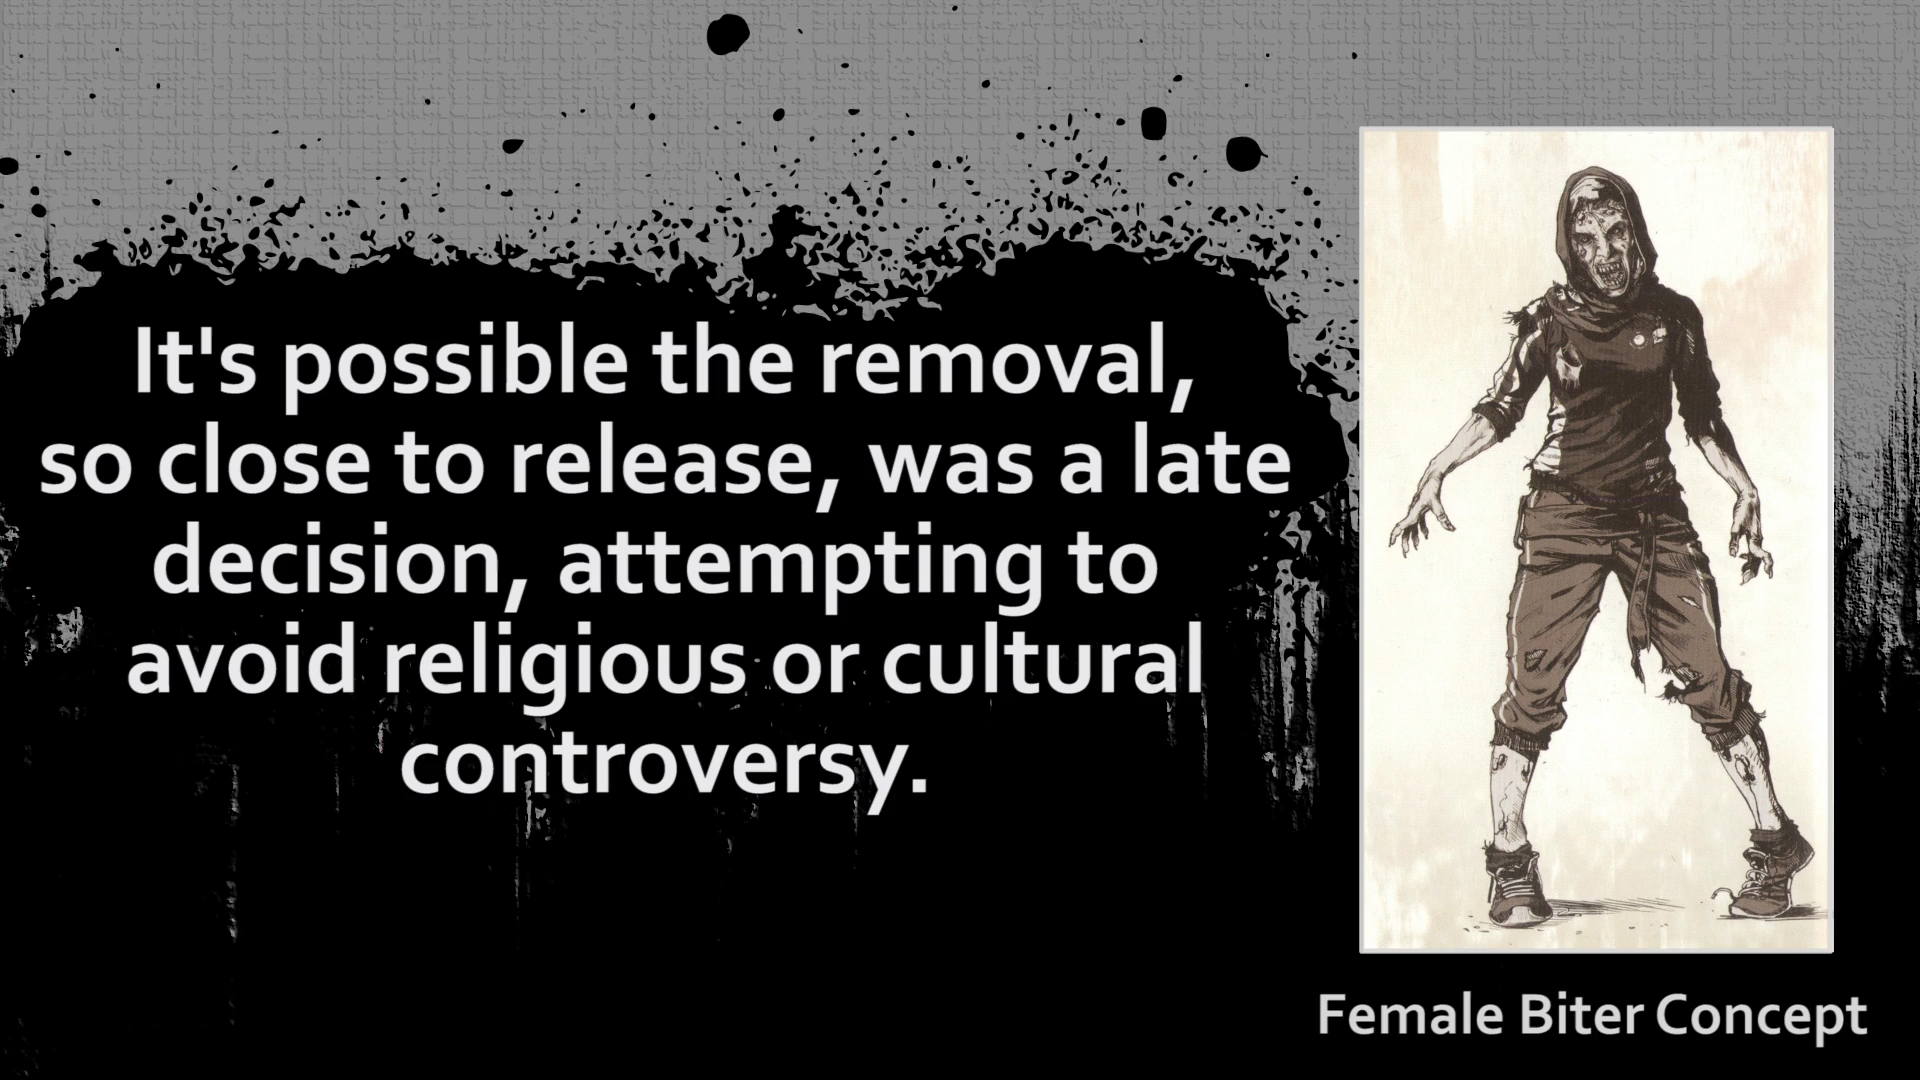 It's possible the removal,
so close to release, was a late
decision, attempting to
avoid religious or cultural
controversy.
Female Biter Concept